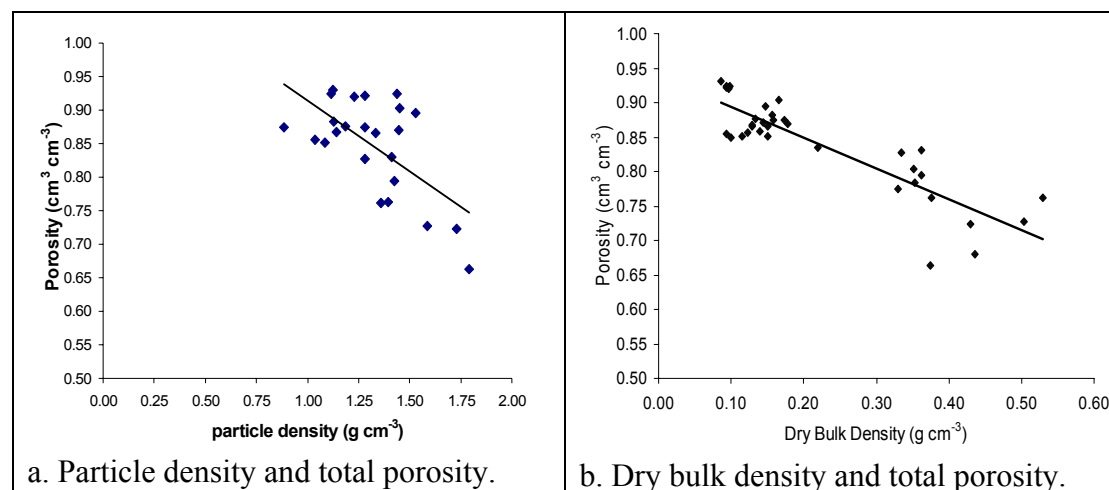 1.00
0.95
0.90
0.85
0.80
0.75
0.70
0.65
0.60
0.55
0.50
Porosity (cm³ cm⁻³)
0.00 0.25 0.50 0.75 1.00 1.25 1.50 1.75 2.00
particle density (g cm⁻³)
a. Particle density and total porosity.
1.00
0.95
0.90
0.85
0.80
0.75
0.70
0.65
0.60
0.55
0.50
Porosity (cm³ cm⁻³)
0.00 0.10 0.20 0.30 0.40 0.50 0.60
Dry Bulk Density (g cm⁻³)
b. Dry bulk density and total porosity.